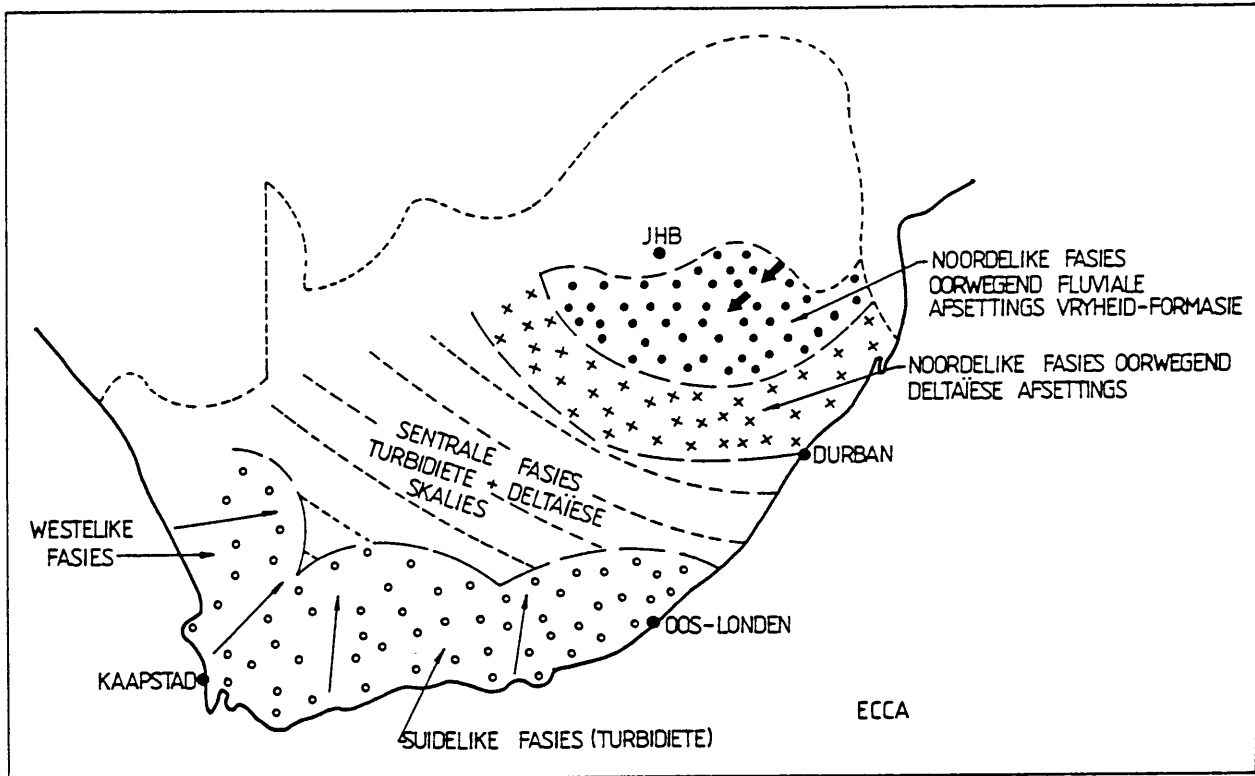 JHB
NOORDELIKE FASIES
OORWEGEND FLUVIALE
AFSETTINGS VRYHEID-FORMASIE
NOORDELIKE FASIES OORWEGEND
DELTAÏESE AFSETTINGS
SENTRALE FASIES
TURBIDIETE + DELTAÏESE
SKALIES
DURBAN
WESTELIKE
FASIES
OOS-LONDEN
KAAPSTAD
ECCA
SUIDELIKE FASIES (TURBIDIETE)